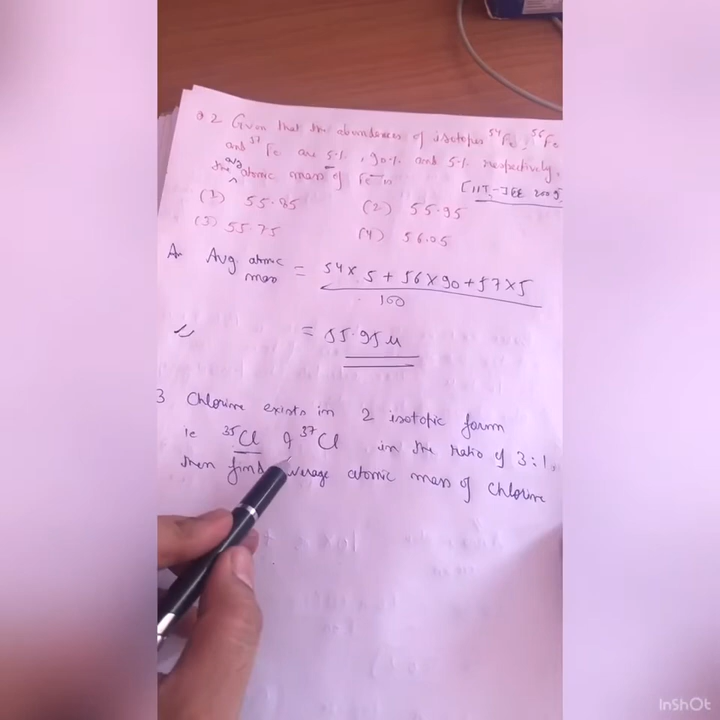 Q 2 Given that the abundances of isotopes ⁵⁴Fe, ⁵⁶Fe
and ⁵⁷Fe are 5%, 90% and 5% respectively,
the avg atomic mass of Fe is
[IIT-JEE 2009]
(1) 55.85 (2) 55.95
(3) 55.75 (4) 56.05
An Avg atomic mass = 54×5 + 56×90 + 57×5
100
= 55.95 u
3 Chlorine exists in 2 isotopic form
ie ³⁵Cl & ³⁷Cl in the ratio of 3:1,
then find average atomic mass of chlorine
InShOt